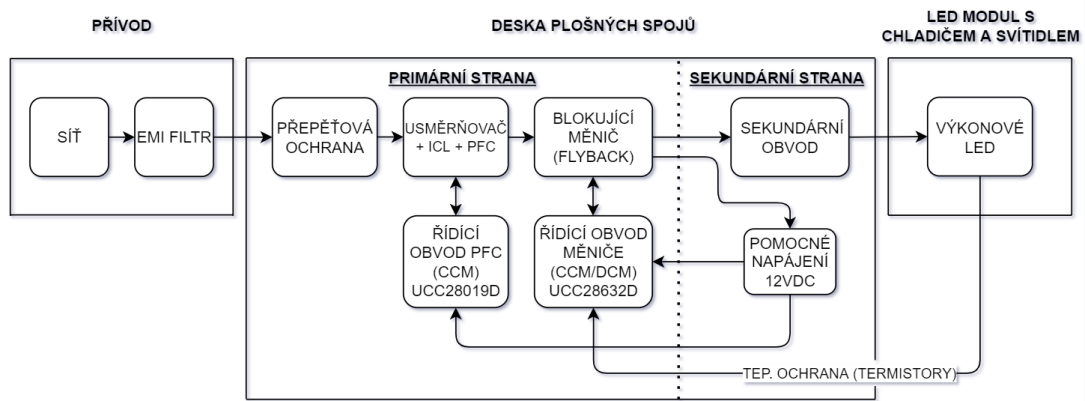 PŘÍVOD
DESKA PLOŠNÝCH SPOJŮ
LED MODUL S
CHLADIČEM A SVÍTIDLEM
PRIMÁRNÍ STRANA
SEKUNDÁRNÍ STRANA
SÍŤ
EMI FILTR
PŘEPĚŤOVÁ
OCHRANA
USMĚRŇOVAČ
+ ICL + PFC
BLOKUJÍCÍ
MĚNIČ
(FLYBACK)
SEKUNDÁRNÍ
OBVOD
VÝKONOVÉ
LED
ŘÍDÍCÍ
OBVOD PFC
(CCM)
UCC28019D
ŘÍDÍCÍ OBVOD
MĚNIČE
(CCM/DCM)
UCC28632D
POMOCNÉ
NAPÁJENÍ
12VDC
TEP. OCHRANA (TERMISTORY)